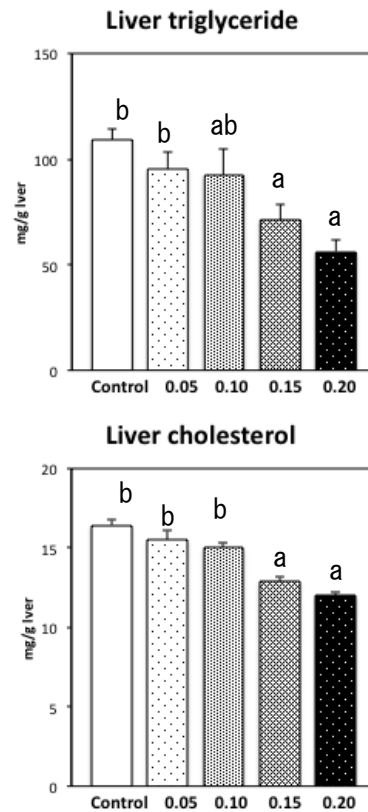 Liver triglyceride
150
b
b
ab
100
a
a
mg/g lver
50
0
Control 0.05 0.10 0.15 0.20
Liver cholesterol
20
b
b
b
15
a
a
mg/g lver
10
5
0
Control 0.05 0.10 0.15 0.20